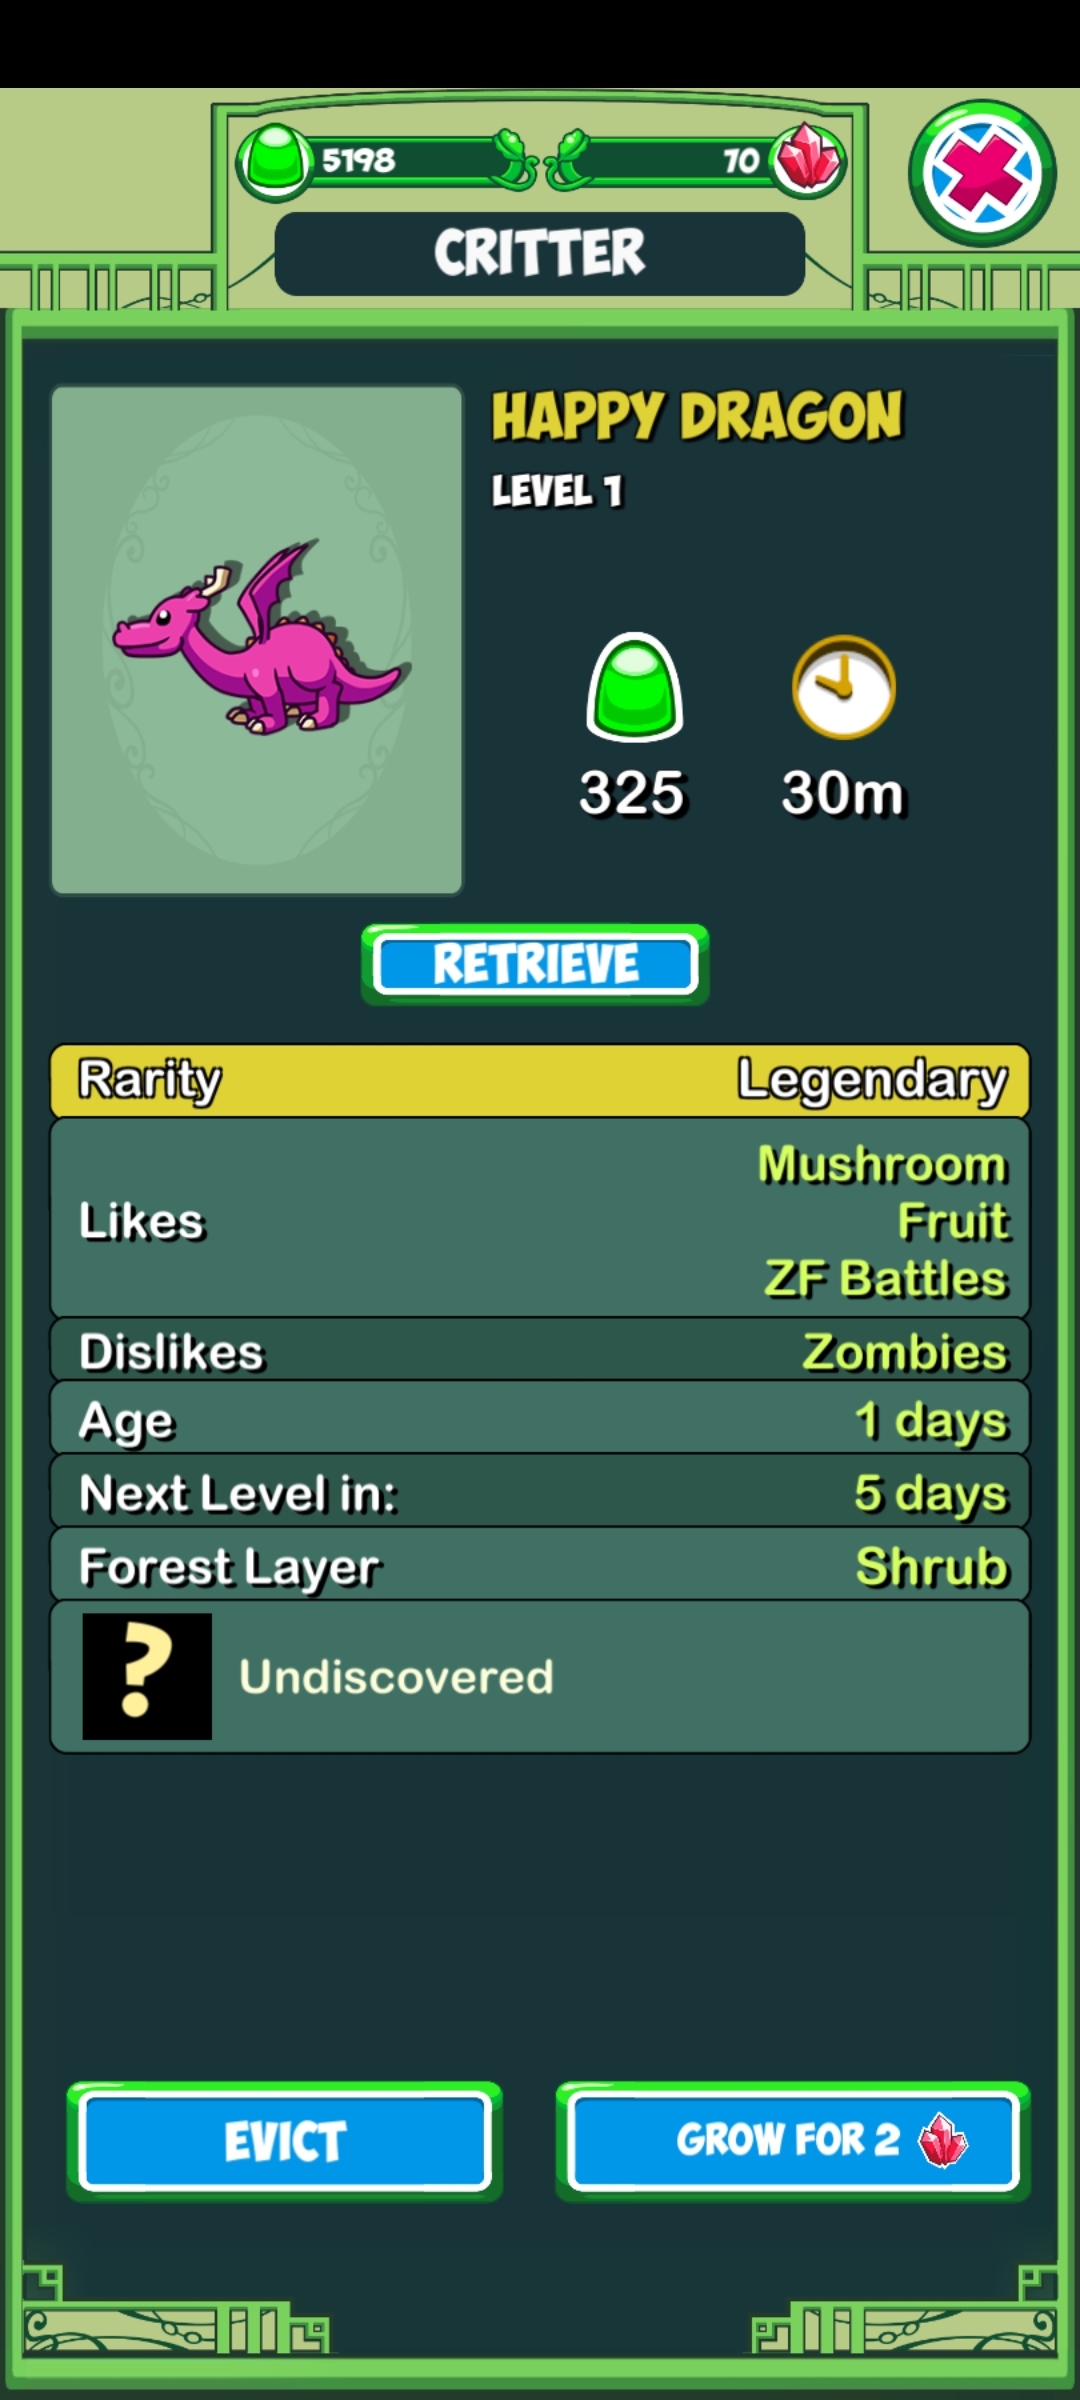 5198
70
CRITTER
HAPPY DRAGON
LEVEL 1
325
30m
RETRIEVE
Rarity Legendary
Likes Mushroom
Fruit
ZF Battles
Dislikes Zombies
Age 1 days
Next Level in: 5 days
Forest Layer Shrub
? Undiscovered
EVICT
GROW FOR 2